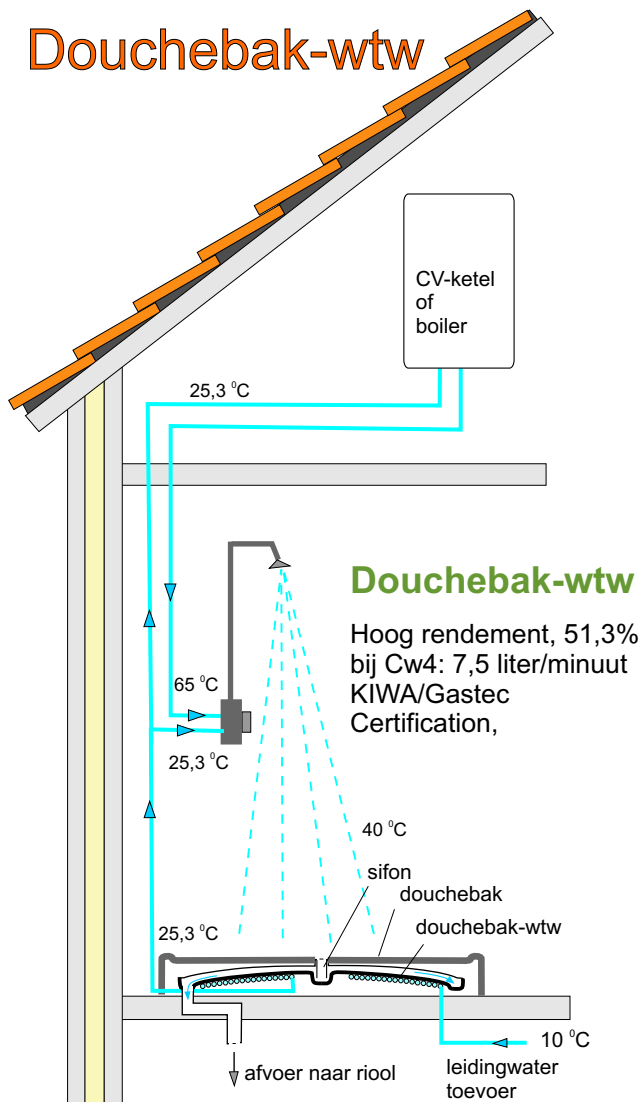 Douchebak-wtw
CV-ketel
of
boiler
25,3 °C
Douchebak-wtw
Hoog rendement, 51,3%
bij Cw4: 7,5 liter/minuut
KIWA/Gastec
Certification,
65 °C
25,3 °C
40 °C
sifon
douchebak
douchebak-wtw
25,3 °C
10 °C
leidingwater
toevoer
afvoer naar riool